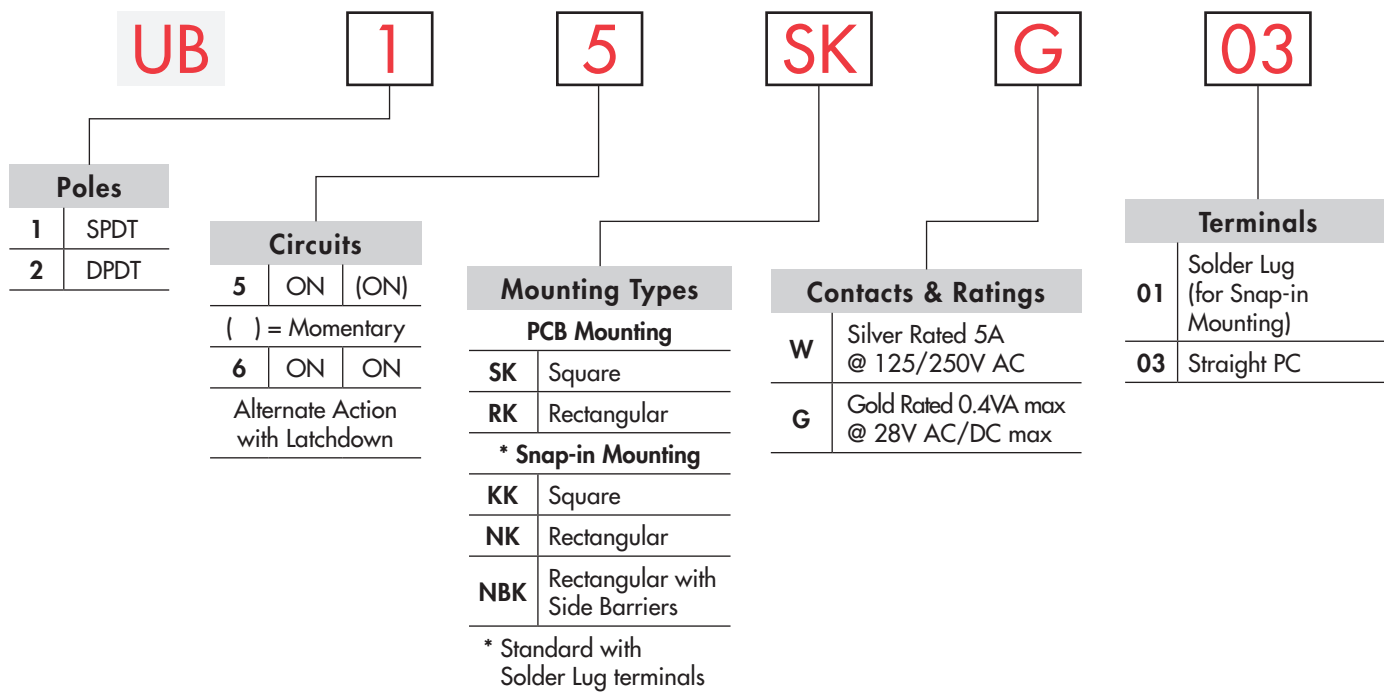 UB 1 5 SK G 03
Poles
1 SPDT
2 DPDT
Circuits
5 ON (ON)
( ) = Momentary
6 ON ON
Alternate Action
with Latchdown
Mounting Types
PCB Mounting
SK Square
RK Rectangular
* Snap-in Mounting
KK Square
NK Rectangular
NBK Rectangular with
Side Barriers
* Standard with
Solder Lug terminals
Contacts & Ratings
W Silver Rated 5A
@ 125/250V AC
G Gold Rated 0.4VA max
@ 28V AC/DC max
Terminals
01 Solder Lug
(for Snap-in
Mounting)
03 Straight PC